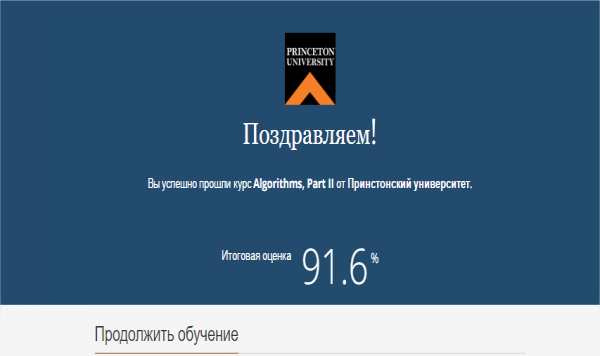 PRINCETON
UNIVERSITY
Поздравляем!
Вы успешно прошли курс Algorithms, Part II от Принстонский университет.
Итоговая оценка 91.6 %
Продолжить обучение